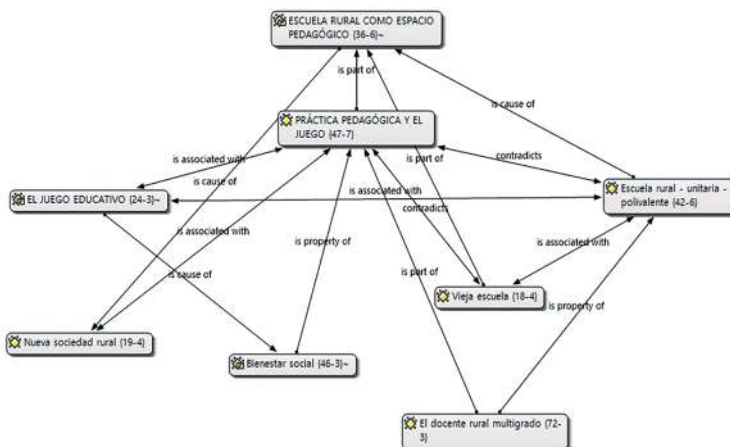 ESCUELA RURAL COMO ESPACIO
PEDAGÓGICO {36-6}~
is part of
PRÁCTICA PEDAGÓGICA Y EL
JUEGO {47-7}
is cause of
is associated with
is part of
contradicts
is cause of
EL JUEGO EDUCATIVO {24-3}~
is associated with
Escuela rural - unitaria -
polivalente {42-6}
contradicts
is associated with
is property of
is associated with
is cause of
is part of
Vieja escuela {18-4}
is property of
Nueva sociedad rural {19-4}
Bienestar social {46-3}~
El docente rural multigrado {72-
3}